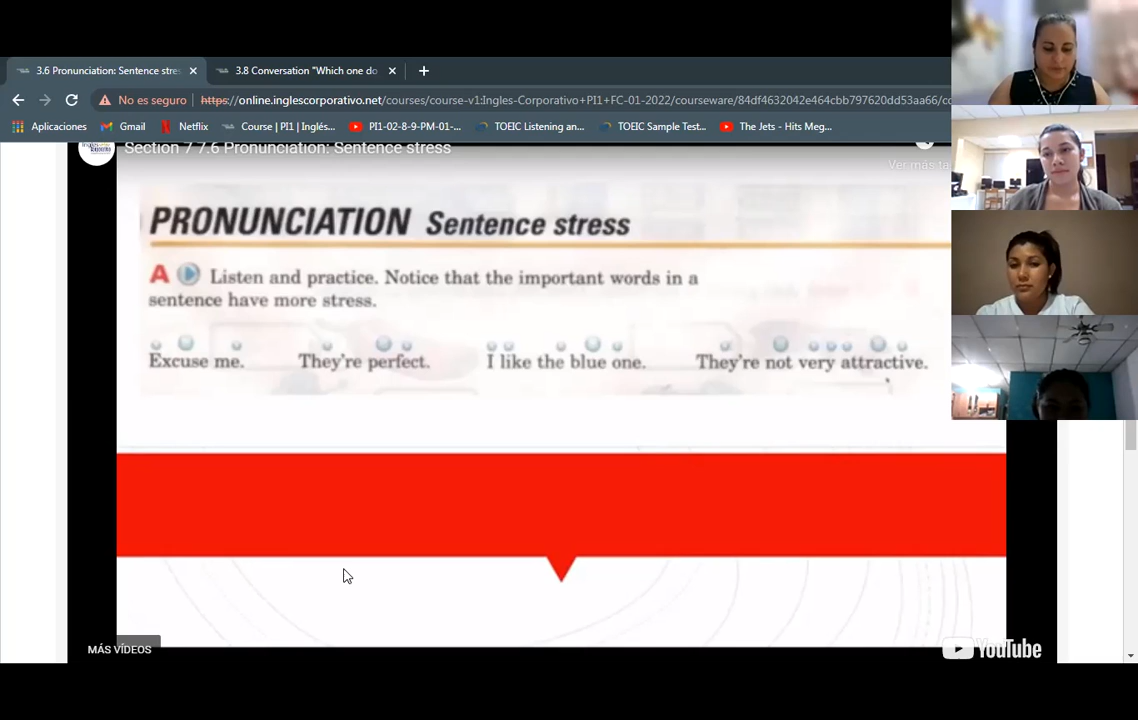 3.6 Pronunciation: Sentence stre
3.8 Conversation "Which one do
No es seguro
https://online.inglescorporativo.net/courses/course-v1:Ingles-Corporativo+PI1+FC-01-2022/courseware/84df4632042e464cbb797620dd53aa66/cc
Aplicaciones Gmail Netflix Course | PI1 | Inglés... PI1-02-8-9-PM-01-... TOEIC Listening an... TOEIC Sample Test... The Jets - Hits Meg...
Section 7 7.6 Pronunciation: Sentence stress
Ver más ta
PRONUNCIATION Sentence stress
A Listen and practice. Notice that the important words in a
sentence have more stress.
Excuse me. They're perfect. I like the blue one. They're not very attractive.
MÁS VÍDEOS
YouTube